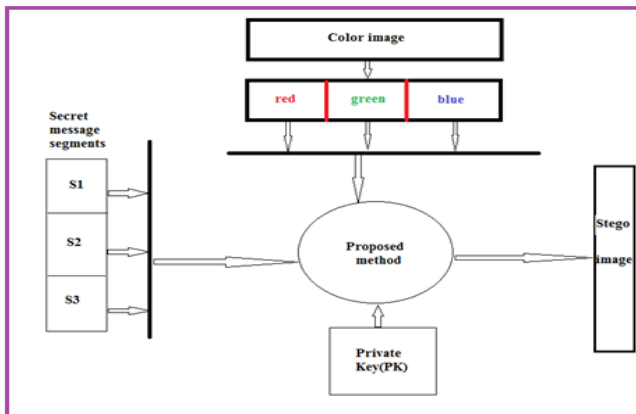 Color image
red green blue
Secret
message
segments
S1
S2
S3
Proposed
method
Stego
image
Private
Key(PK)